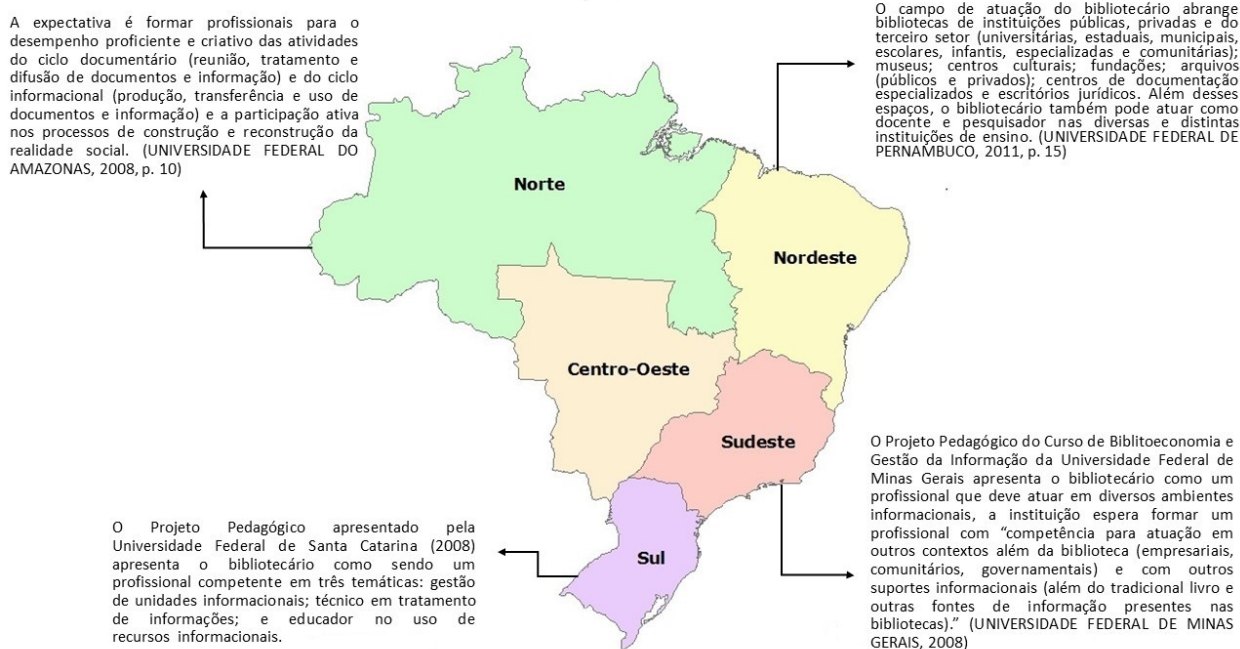 A expectativa é formar profissionais para o
desempenho proficiente e criativo das atividades
do ciclo documentário (reunião, tratamento e
difusão de documentos e informação) e do ciclo
informacional (produção, transferência e uso de
documentos e informação) e a participação ativa
nos processos de construção e reconstrução da
realidade social. (UNIVERSIDADE FEDERAL DO
AMAZONAS, 2008, p. 10)
O campo de atuação do bibliotecário abrange
bibliotecas de instituições públicas, privadas e do
terceiro setor (universitárias, estaduais, municipais,
escolares, infantis, especializadas e comunitárias);
museus; centros culturais; fundações; arquivos
(públicos e privados); centros de documentação
especializados e escritórios jurídicos. Além desses
espaços, o bibliotecário também pode atuar como
docente e pesquisador nas diversas e distintas
instituições de ensino. (UNIVERSIDADE FEDERAL DE
PERNAMBUCO, 2011, p. 15)
Norte
Nordeste
Centro-Oeste
Sudeste
Sul
O Projeto Pedagógico do Curso de Biblitoeconomia e
Gestão da Informação da Universidade Federal de
Minas Gerais apresenta o bibliotecário como um
profissional que deve atuar em diversos ambientes
informacionais, a instituição espera formar um
profissional com “competência para atuação em
outros contextos além da biblioteca (empresariais,
comunitários, governamentais) e com outros
suportes informacionais (além do tradicional livro e
outras fontes de informação presentes nas
bibliotecas).” (UNIVERSIDADE FEDERAL DE MINAS
GERAIS, 2008)
O Projeto Pedagógico apresentado pela
Universidade Federal de Santa Catarina (2008)
apresenta o bibliotecário como sendo um
profissional competente em três temáticas: gestão
de unidades informacionais; técnico em tratamento
de informações; e educador no uso de
recursos informacionais.